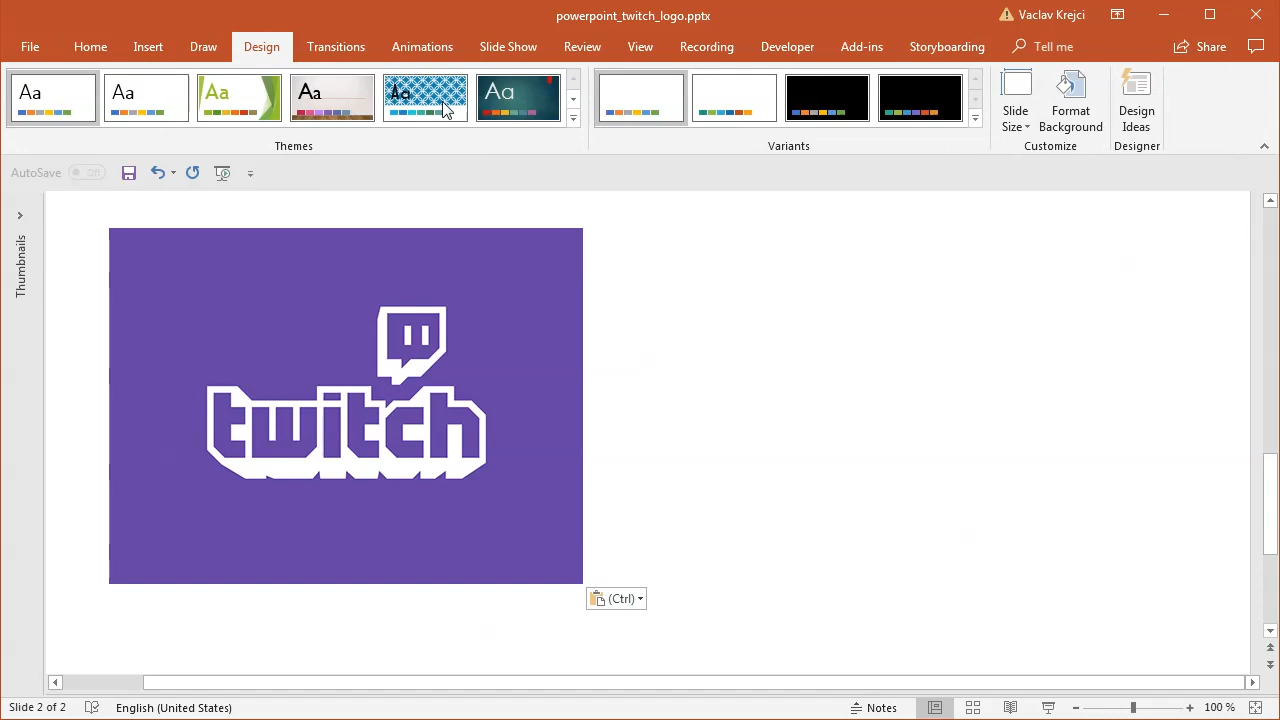 powerpoint_twitch_logo.pptx
Vaclav Krejci
File Home Insert Draw Design Transitions Animations Slide Show Review View Recording Developer Add-ins Storyboarding Tell me Share
Aa Aa Aa Aa Aa Aa
Slide Size
Format Background
Design Ideas
Themes Variants Customize Designer
AutoSave Off
Thumbnails
twitch
(Ctrl)
Slide 2 of 2 English (United States) Notes 100 %